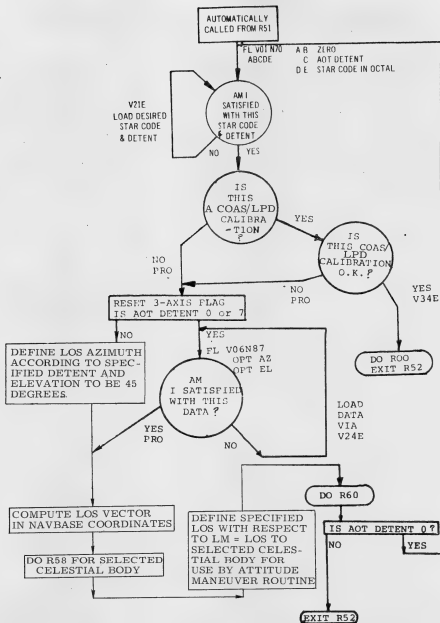 AUTOMATICALLY
CALLED FROM R51
FL V01N70
ABCDE
A B ZERO
C AOT DETENT
D E STAR CODE IN OCTAL
V21E
LOAD DESIRED
STAR CODE
& DETENT
AM I
SATISFIED
WITH THIS
STAR CODE
& DETENT
?
NO
YES
IS
THIS
A COAS/LPD
CALIBRA
-TION
?
YES
NO
PRO
IS
THIS COAS/
LPD
CALIBRATION
O.K.?
NO
PRO
YES
V34E
DO R00
EXIT R52
RESET 3-AXIS FLAG
IS AOT DETENT 0 or 7
NO
YES
DEFINE LOS AZIMUTH
ACCORDING TO SPEC-
IFIED DETENT AND
ELEVATION TO BE 45
DEGREES.
FL V06N87
OPT AZ
OPT EL
AM
I SATISFIED
WITH THIS
DATA ?
YES
PRO
NO
LOAD
DATA
VIA
V24E
COMPUTE LOS VECTOR
IN NAVBASE COORDINATES
DO R58 FOR SELECTED
CELESTIAL BODY
DEFINE SPECIFIED
LOS WITH RESPECT
TO LM = LOS TO
SELECTED CELES-
TIAL BODY FOR
USE BY ATTITUDE
MANEUVER ROUTINE
DO R60
IS AOT DETENT 0?
NO
YES
EXIT R52